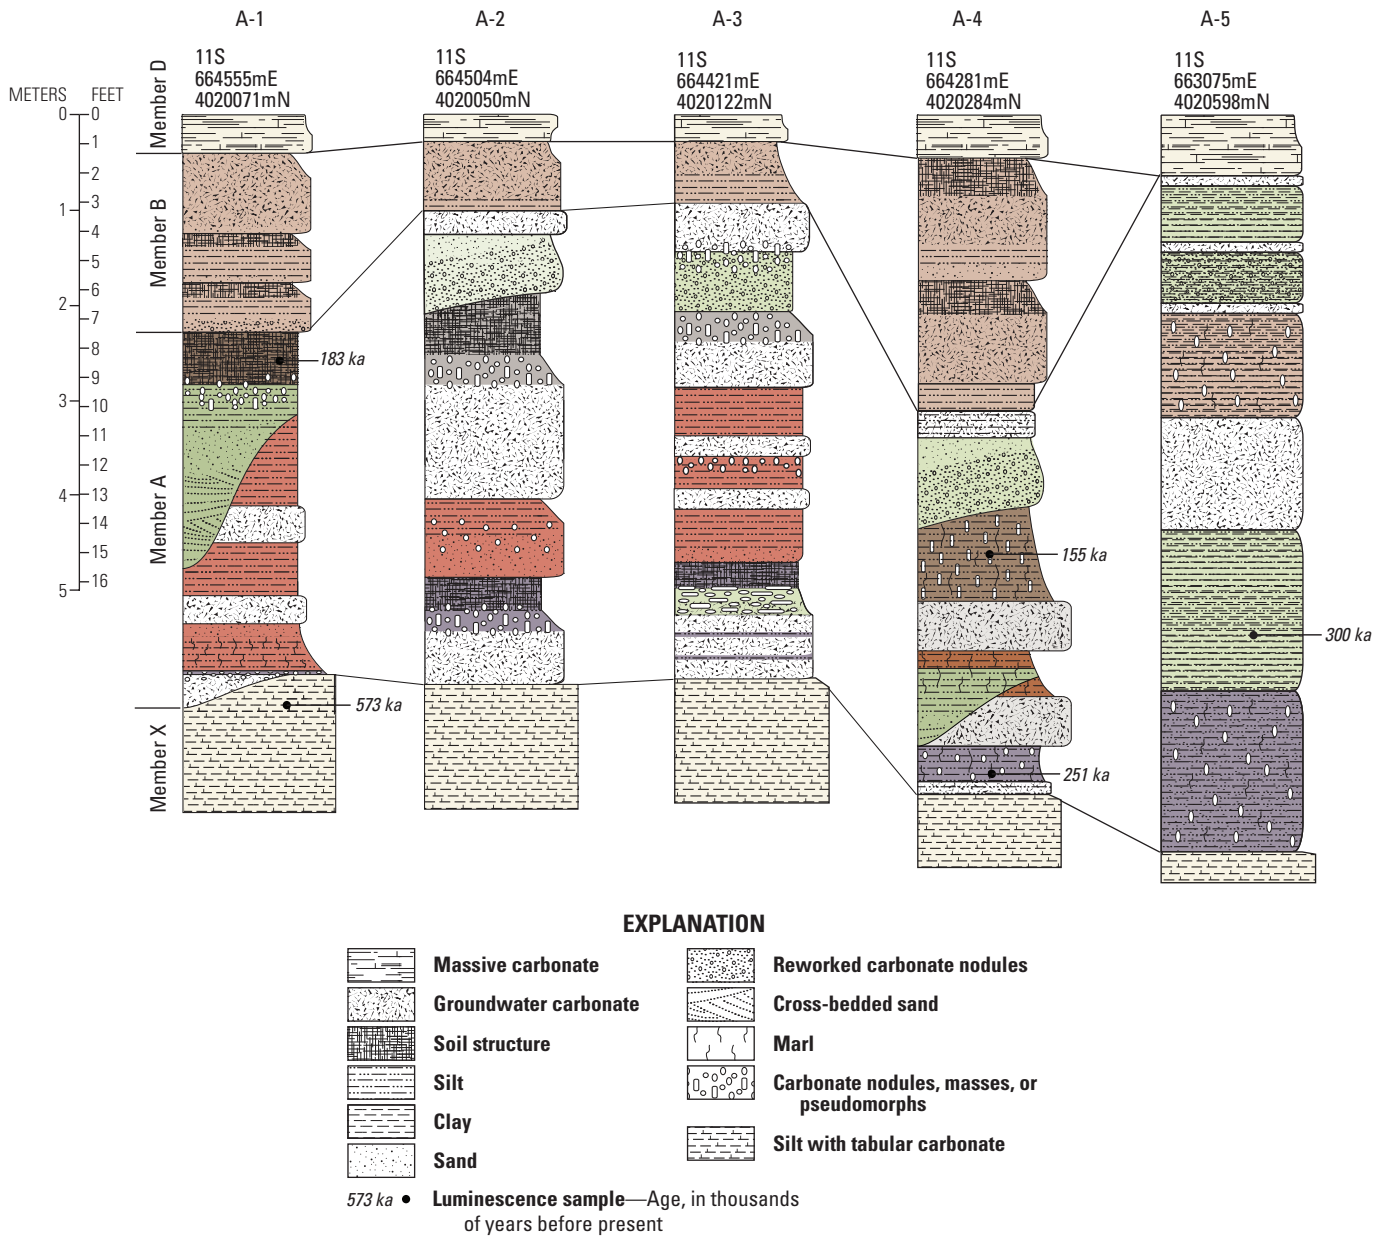 A-1
A-2
A-3
A-4
A-5
11S
664555mE
4020071mN
11S
664504mE
4020050mN
11S
664421mE
4020122mN
11S
664281mE
4020284mN
11S
663075mE
4020598mN
METERS
FEET
0
1
2
3
4
5
0
1
2
3
4
5
6
7
8
9
10
11
12
13
14
15
16
Member D
Member B
Member A
Member X
183 ka
573 ka
155 ka
251 ka
300 ka
EXPLANATION
Massive carbonate
Groundwater carbonate
Soil structure
Silt
Clay
Sand
573 ka Luminescence sample—Age, in thousands
of years before present
Reworked carbonate nodules
Cross-bedded sand
Marl
Carbonate nodules, masses, or
pseudomorphs
Silt with tabular carbonate